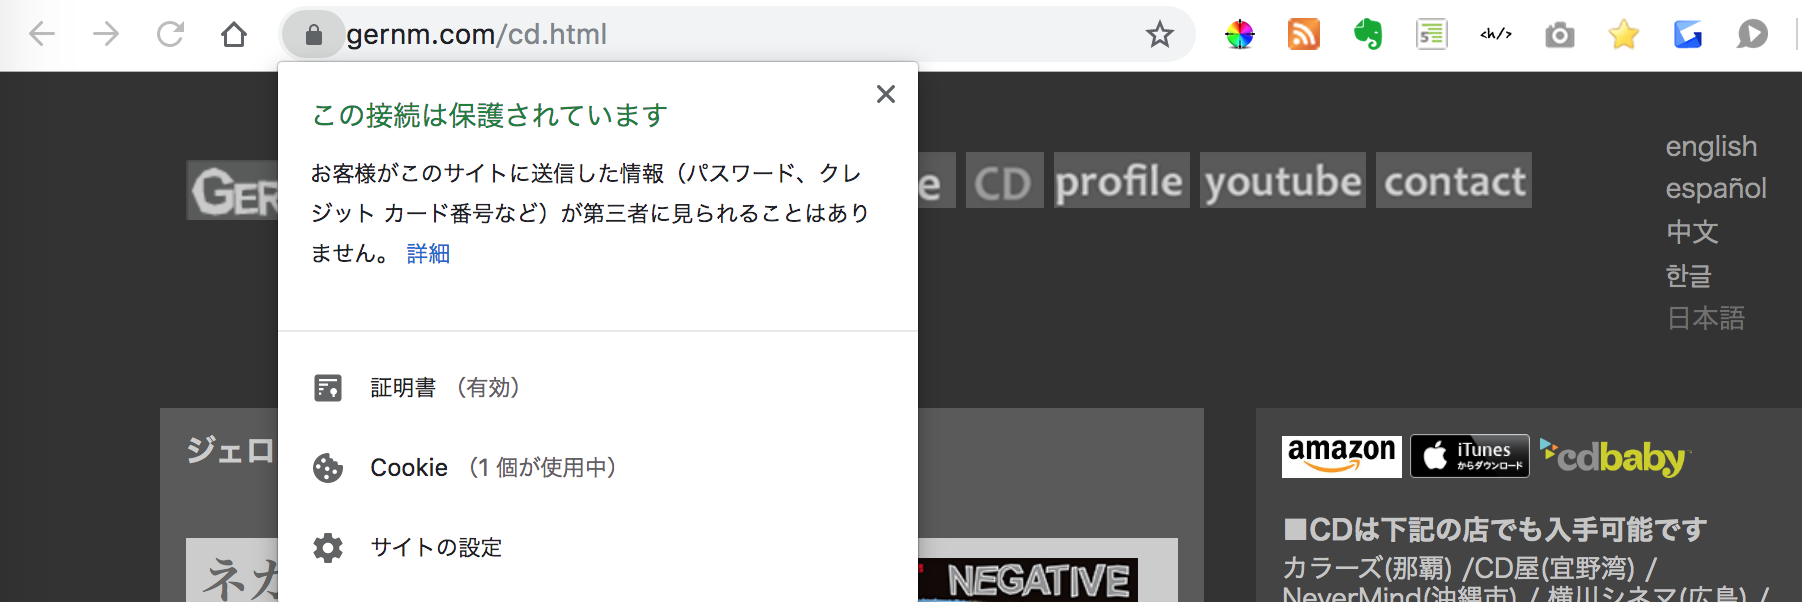 gernm.com/cd.html
この接続は保護されています
お客様がこのサイトに送信した情報（パスワード、クレ
ジット カード番号など）が第三者に見られることはあり
ません。 詳細
証明書 （有効）
Cookie （1 個が使用中）
サイトの設定
GER
e CD profile youtube contact
english
español
中文
한글
日本語
ジェロ
ネガ
NEGATIVE
amazon
iTunes
からダウンロード
cdbaby
■CDは下記の店でも入手可能です
カラーズ(那覇) /CD屋(宜野湾) /
NeverMind(沖縄市) / 横川シネマ(広島) /